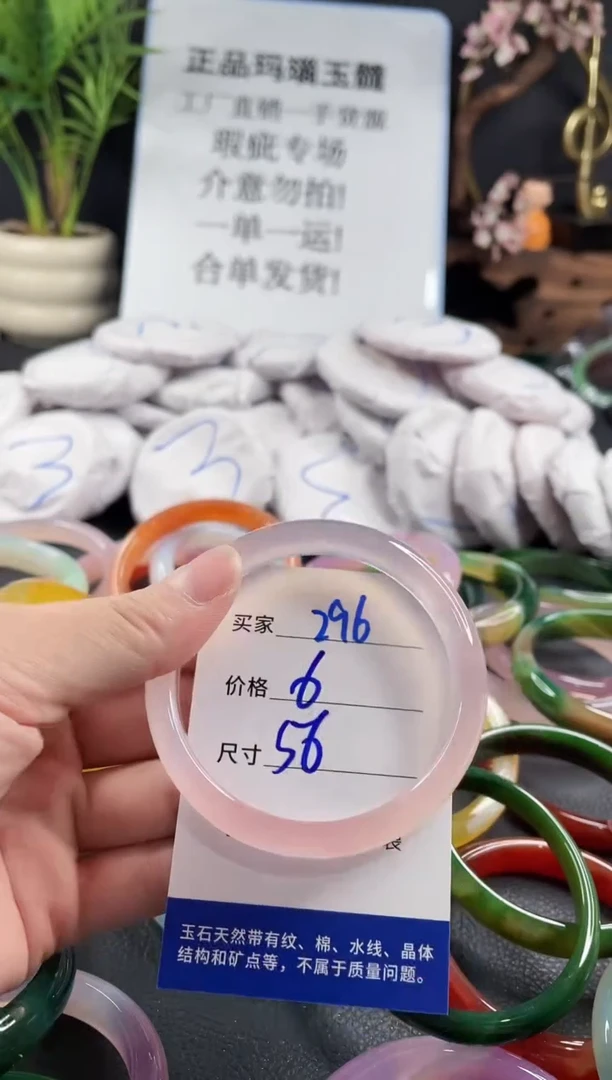 正品玛瑙玉髓
工厂直销一手货源
瑕疵专场
介意勿拍!
一单一运!
合单发货!
3
3
买家 296
价格 6
尺寸 56
玉石天然带有纹、棉、水线、晶体
结构和矿点等，不属于质量问题。